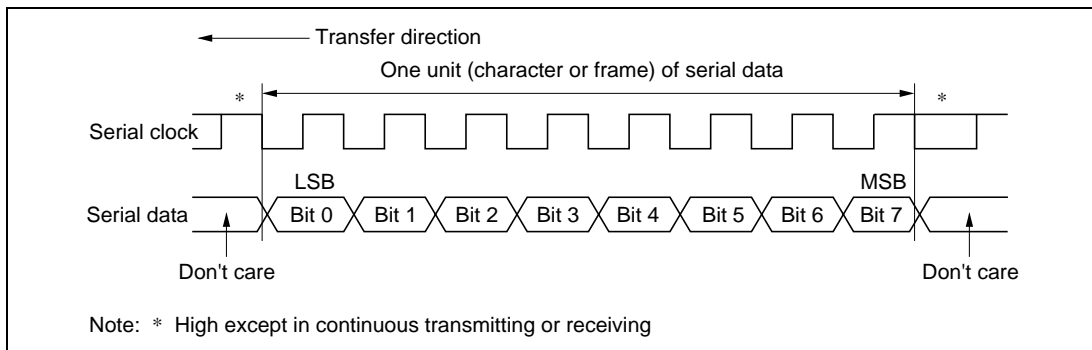 Transfer direction
One unit (character or frame) of serial data
* *
Serial clock
LSB MSB
Serial data Bit 0 Bit 1 Bit 2 Bit 3 Bit 4 Bit 5 Bit 6 Bit 7
Don't care Don't care
Note: * High except in continuous transmitting or receiving